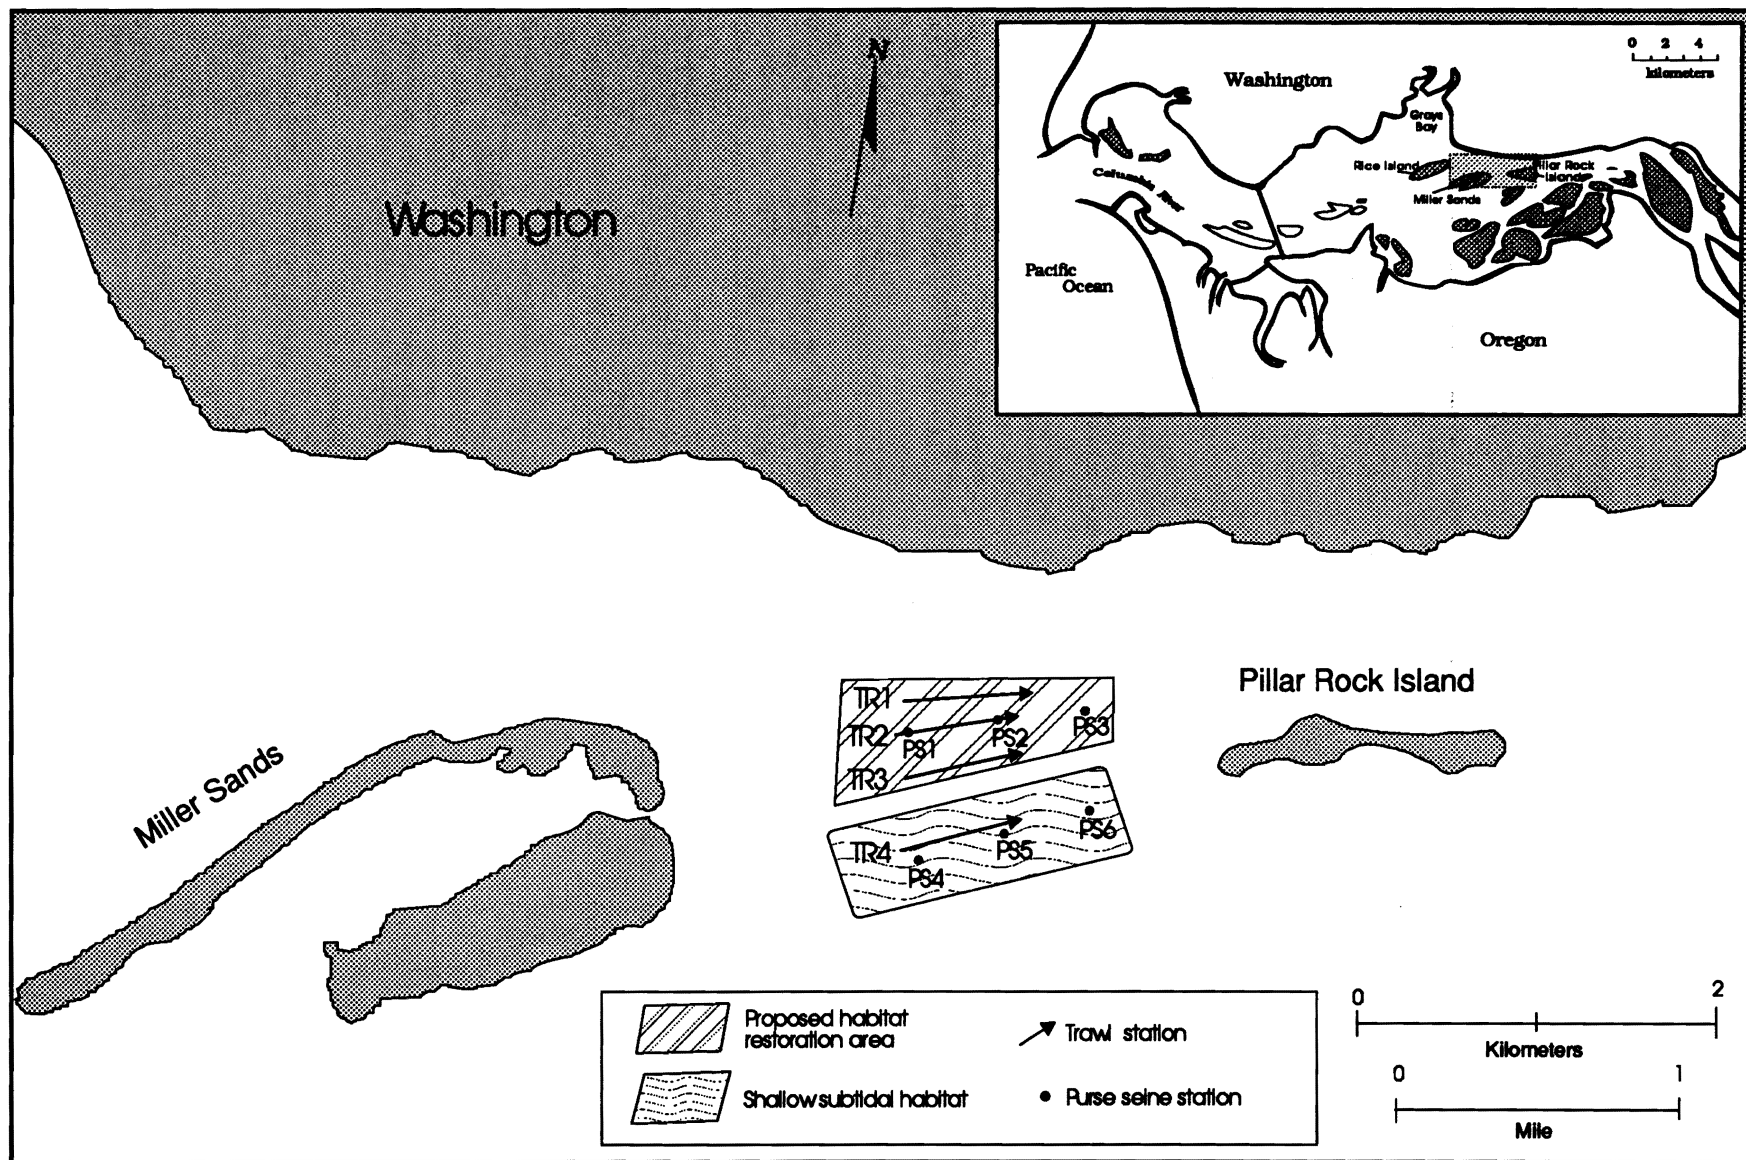 N
Washington
0 2 4
kilometers
Washington
Grays
Bay
Rice Island
Pillar Rock
Islands
Miller Sands
Columbia River
Pacific
Ocean
Oregon
Pillar Rock Island
Miller Sands
TR1
TR2
PS1
PS2
PS3
TR3
TR4
PS4
PS5
PS6
Proposed habitat
restoration area
Trawl station
Shallow subtidal habitat
Purse seine station
0 2
Kilometers
0 1
Mile